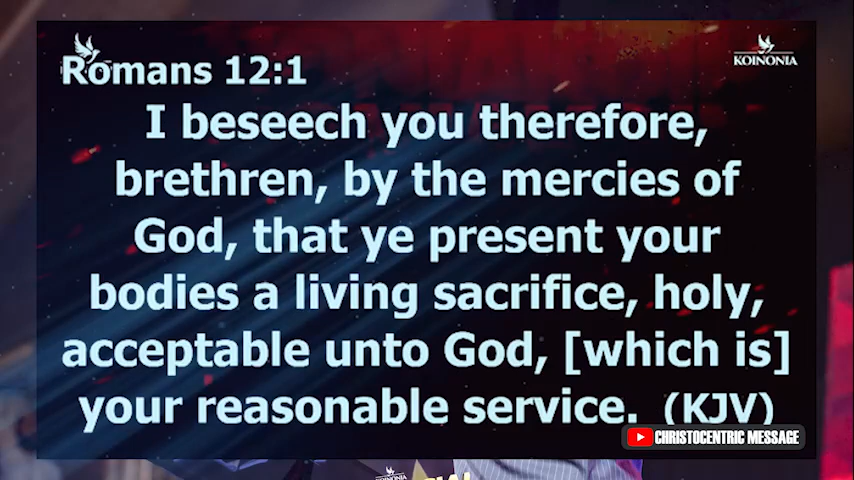 KOINONIA
Romans 12:1
I beseech you therefore,
brethren, by the mercies of
God, that ye present your
bodies a living sacrifice, holy,
acceptable unto God, [which is]
your reasonable service. (KJV)
CHRISTOCENTRIC MESSAGE
KOINONIA